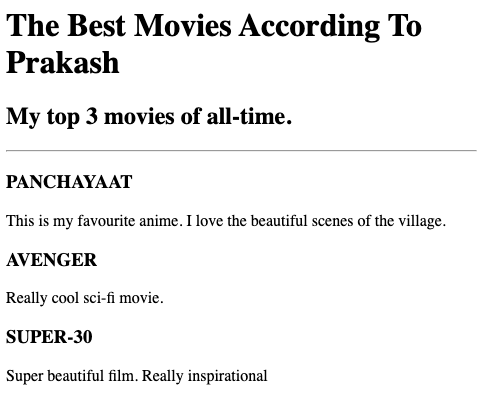 The Best Movies According To
Prakash
My top 3 movies of all-time.
PANCHAYAAT
This is my favourite anime. I love the beautiful scenes of the village.
AVENGER
Really cool sci-fi movie.
SUPER-30
Super beautiful film. Really inspirational